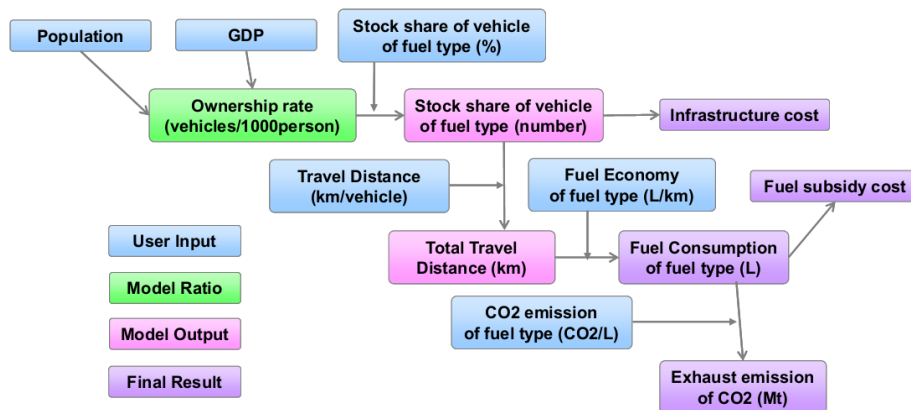 Population
GDP
Stock share of vehicle
of fuel type (%)
Ownership rate
(vehicles/1000person)
Stock share of vehicle
of fuel type (number)
Infrastructure cost
Travel Distance
(km/vehicle)
Fuel Economy
of fuel type (L/km)
Fuel subsidy cost
User Input
Total Travel
Distance (km)
Fuel Consumption
of fuel type (L)
Model Ratio
CO2 emission
of fuel type (CO2/L)
Model Output
Final Result
Exhaust emission
of CO2 (Mt)